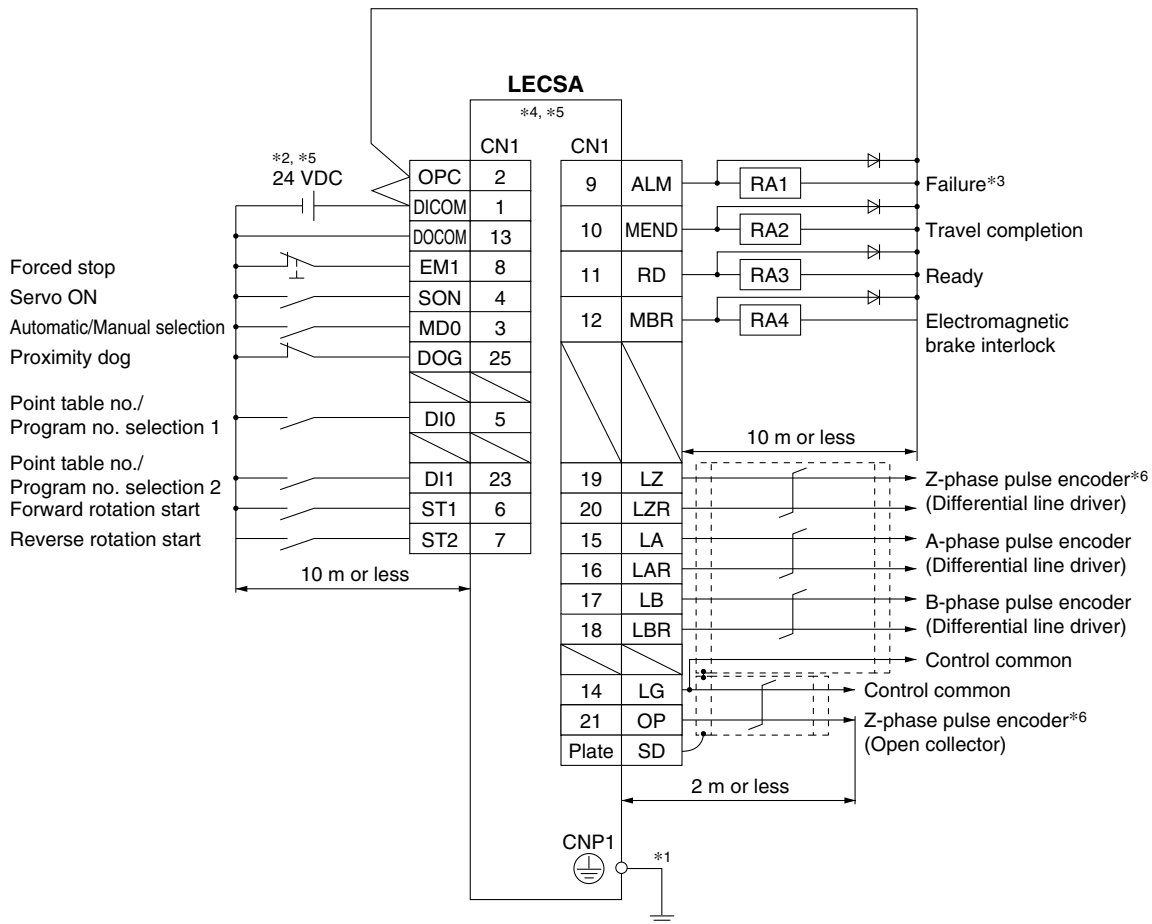 LECSA
*4, *5
CN1
CN1
*2, *5
24 VDC
OPC 2
DICOM 1
DOCOM 13
Forced stop EM1 8
Servo ON SON 4
Automatic/Manual selection MD0 3
Proximity dog DOG 25
Point table no./
Program no. selection 1 DI0 5
Point table no./
Program no. selection 2 DI1 23
Forward rotation start ST1 6
Reverse rotation start ST2 7
10 m or less
9 ALM RA1 Failure*3
10 MEND RA2 Travel completion
11 RD RA3 Ready
12 MBR RA4 Electromagnetic
brake interlock
10 m or less
19 LZ Z-phase pulse encoder*6
20 LZR (Differential line driver)
15 LA A-phase pulse encoder
16 LAR (Differential line driver)
17 LB B-phase pulse encoder
18 LBR (Differential line driver)
Control common
14 LG Control common
21 OP Z-phase pulse encoder*6
Plate SD (Open collector)
2 m or less
CNP1
*1